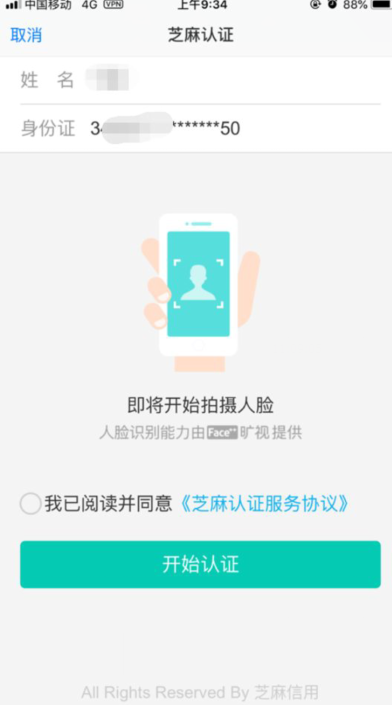 中国移动 4G VPN 上午9:34 88%
取消 芝麻认证
姓 名
身份证 34 *******50
即将开始拍摄人脸
人脸识别能力由Face++旷视提供
我已阅读并同意《芝麻认证服务协议》
开始认证
All Rights Reserved By 芝麻信用